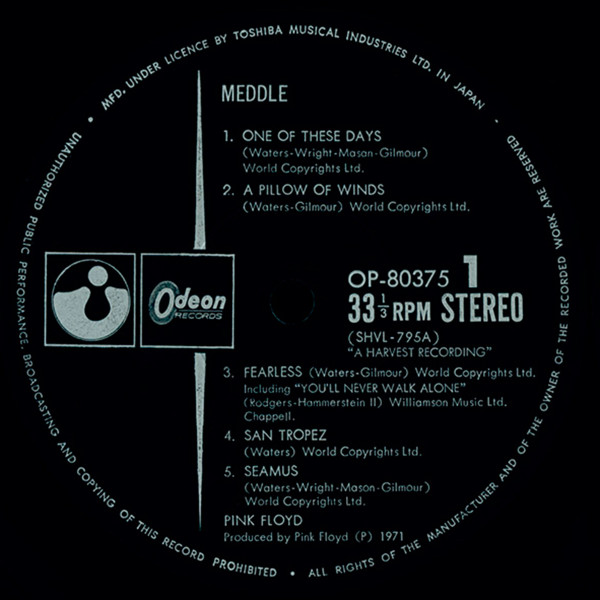 MFD. UNDER LICENCE BY TOSHIBA MUSICAL INDUSTRIES LTD. IN JAPAN
UNAUTHORIZED PUBLIC PERFORMANCE, BROADCASTING AND COPYING OF THIS RECORD PROHIBITED • ALL RIGHTS OF THE MANUFACTURER AND OF THE OWNER OF THE RECORDED WORK ARE RESERVED
MEDDLE
1. ONE OF THESE DAYS
(Waters-Wright-Mason-Gilmour)
World Copyrights Ltd.
2. A PILLOW OF WINDS
(Waters-Gilmour) World Copyrights Ltd.
Odeon
RECORDS
OP-80375 1
33 1/3 RPM STEREO
(SHVL-795A)
"A HARVEST RECORDING"
3. FEARLESS (Waters-Gilmour) World Copyrights Ltd.
Including "YOU'LL NEVER WALK ALONE"
(Rodgers-Hammerstein II) Williamson Music Ltd.
Chappell.
4. SAN TROPEZ
(Waters) World Copyrights Ltd.
5. SEAMUS
(Waters-Wright-Mason-Gilmour)
World Copyrights Ltd.
PINK FLOYD
Produced by Pink Floyd (P) 1971